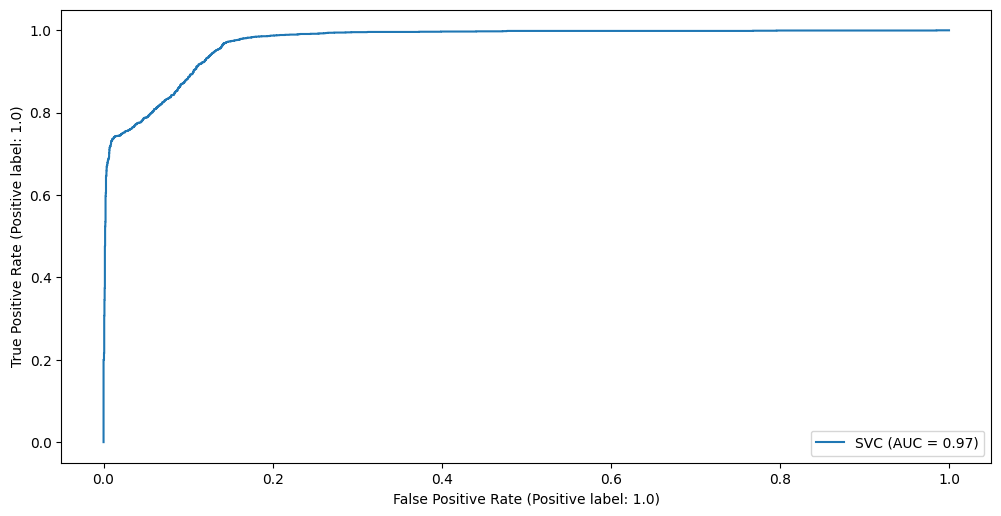 1.0
0.8
0.6
0.4
0.2
0.0
True Positive Rate (Positive label: 1.0)
SVC (AUC = 0.97)
0.0 0.2 0.4 0.6 0.8 1.0
False Positive Rate (Positive label: 1.0)